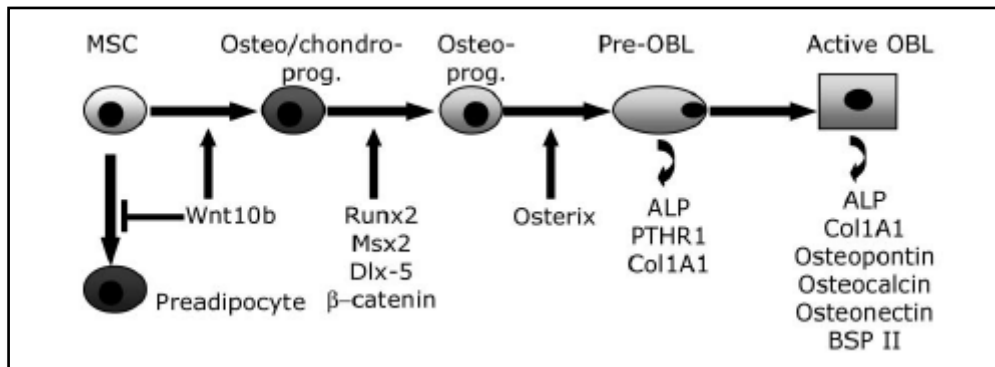 MSC
Osteo/chondro-
prog.
Osteo-
prog.
Pre-OBL
Active OBL
Wnt10b
Runx2
Msx2
Dlx-5
β–catenin
Osterix
ALP
PTHR1
Col1A1
ALP
Col1A1
Osteopontin
Osteocalcin
Osteonectin
BSP II
Preadipocyte